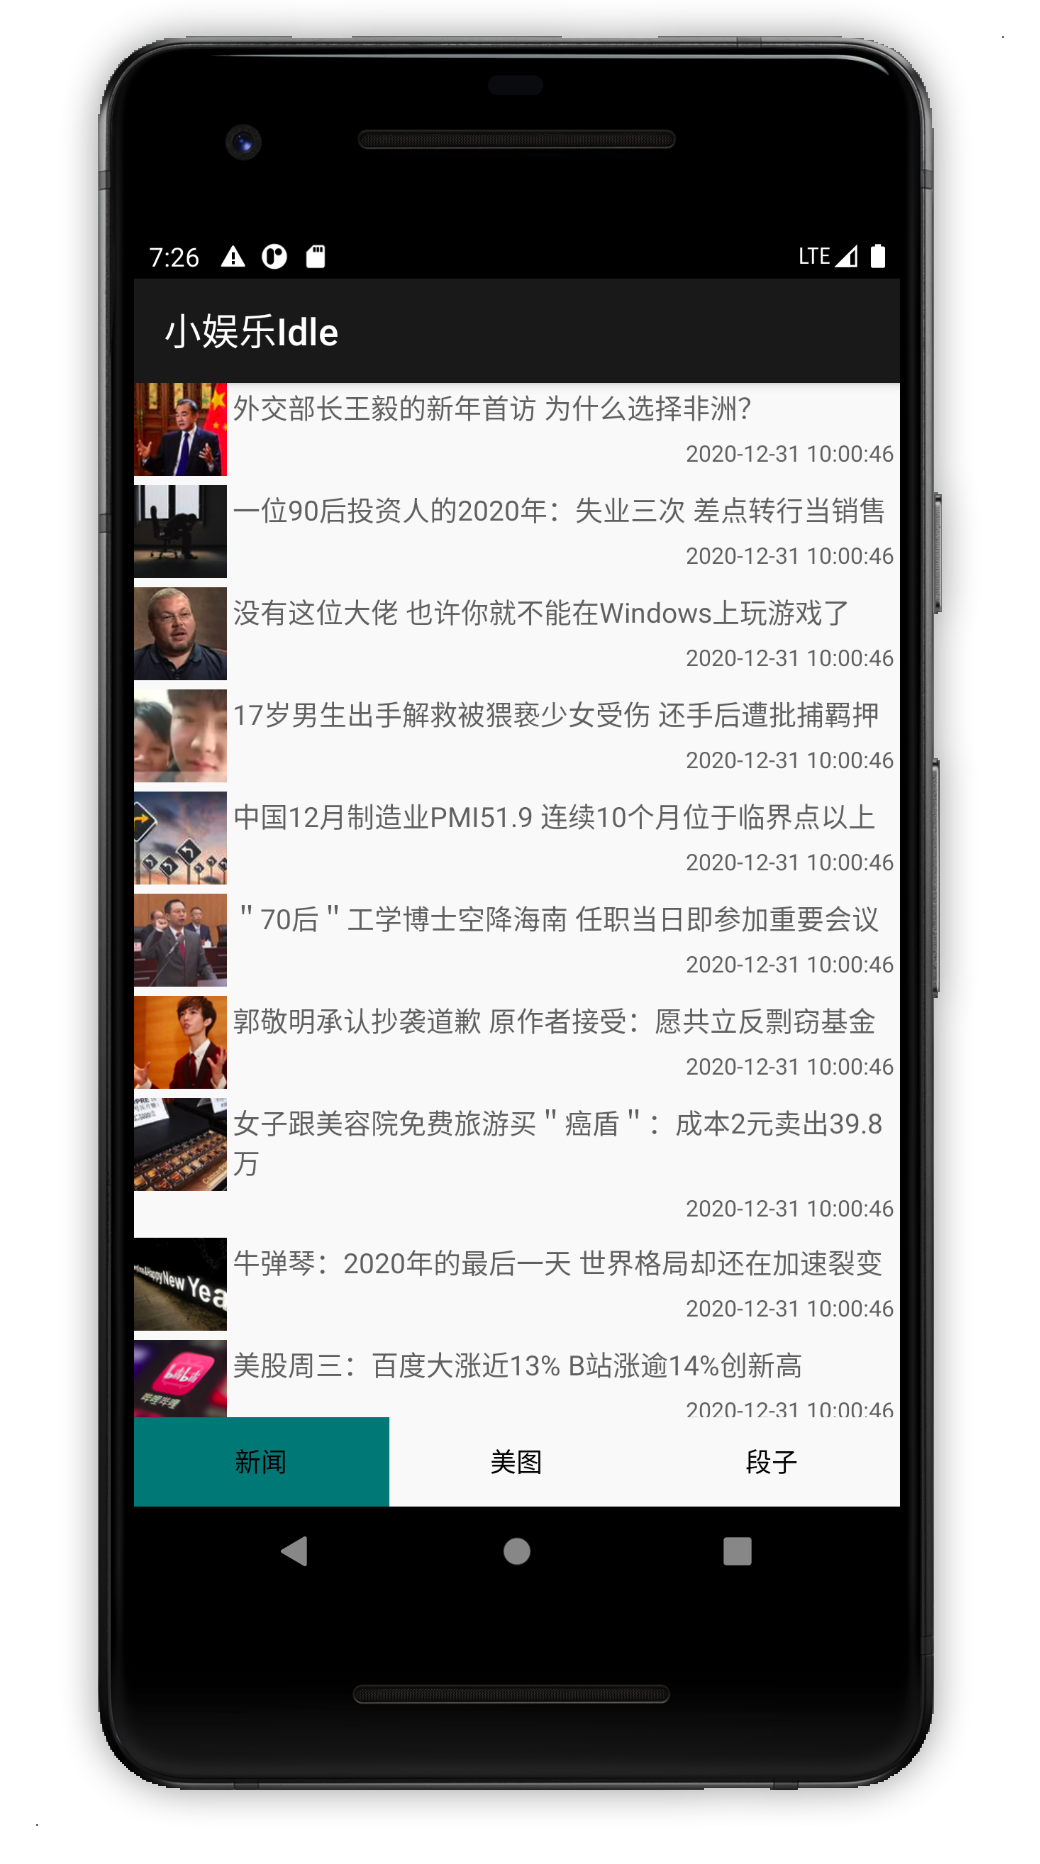 7:26
LTE
小娱乐Idle
外交部长王毅的新年首访 为什么选择非洲？
2020-12-31 10:00:46
一位90后投资人的2020年：失业三次 差点转行当销售
2020-12-31 10:00:46
没有这位大佬 也许你就不能在Windows上玩游戏了
2020-12-31 10:00:46
17岁男生出手解救被猥亵少女受伤 还手后遭批捕羁押
2020-12-31 10:00:46
中国12月制造业PMI51.9 连续10个月位于临界点以上
2020-12-31 10:00:46
＂70后＂工学博士空降海南 任职当日即参加重要会议
2020-12-31 10:00:46
郭敬明承认抄袭道歉 原作者接受：愿共立反剽窃基金
2020-12-31 10:00:46
女子跟美容院免费旅游买＂癌盾＂：成本2元卖出39.8
万
2020-12-31 10:00:46
New Yea
牛弹琴：2020年的最后一天 世界格局却还在加速裂变
2020-12-31 10:00:46
bilibili
哔哩哔哩
美股周三：百度大涨近13% B站涨逾14%创新高
2020-12-31 10:00:46
新闻
美图
段子